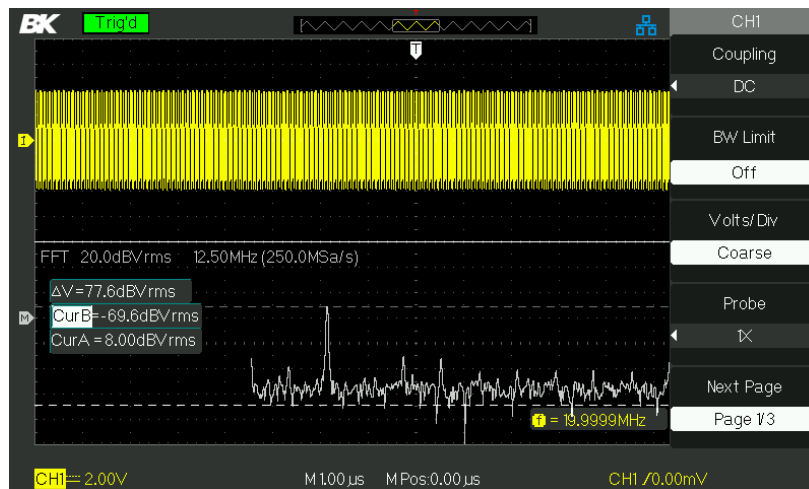 BK Trig'd CH1
T
Coupling
DC
BW Limit
Off
Volts/Div
Coarse
Probe
1X
Next Page
Page 1/3
1
FFT 20.0dBVrms 12.50MHz (250.0MSa/s)
ΔV=77.6dBVrms
M CurB=-69.6dBVrms
CurA=8.00dBVrms
f = 19.9999MHz
CH1 2.00V M 1.00µs M Pos:0.00µs CH1 0.00mV